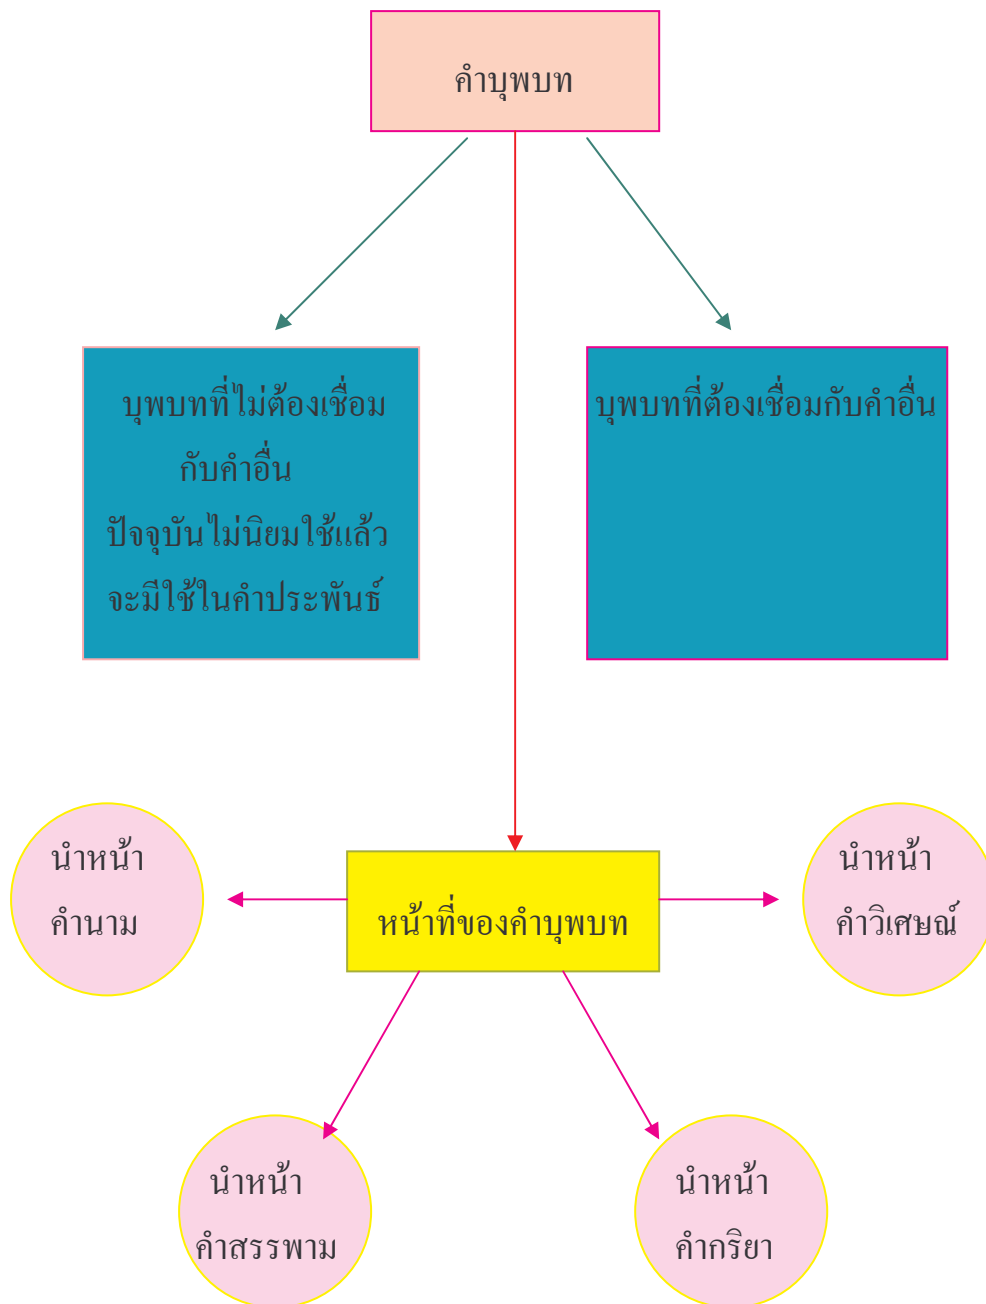 คำบุพบท
บุพบทที่ไม่ต้องเชื่อม
กับคำอื่น
ปัจจุบันไม่นิยมใช้แล้ว
จะมีใช้ในคำประพันธ์
บุพบทที่ต้องเชื่อมกับคำอื่น
หน้าที่ของคำบุพบท
นำหน้า
คำนาม
นำหน้า
คำวิเศษณ์
นำหน้า
คำสรรพาม
นำหน้า
คำกริยา